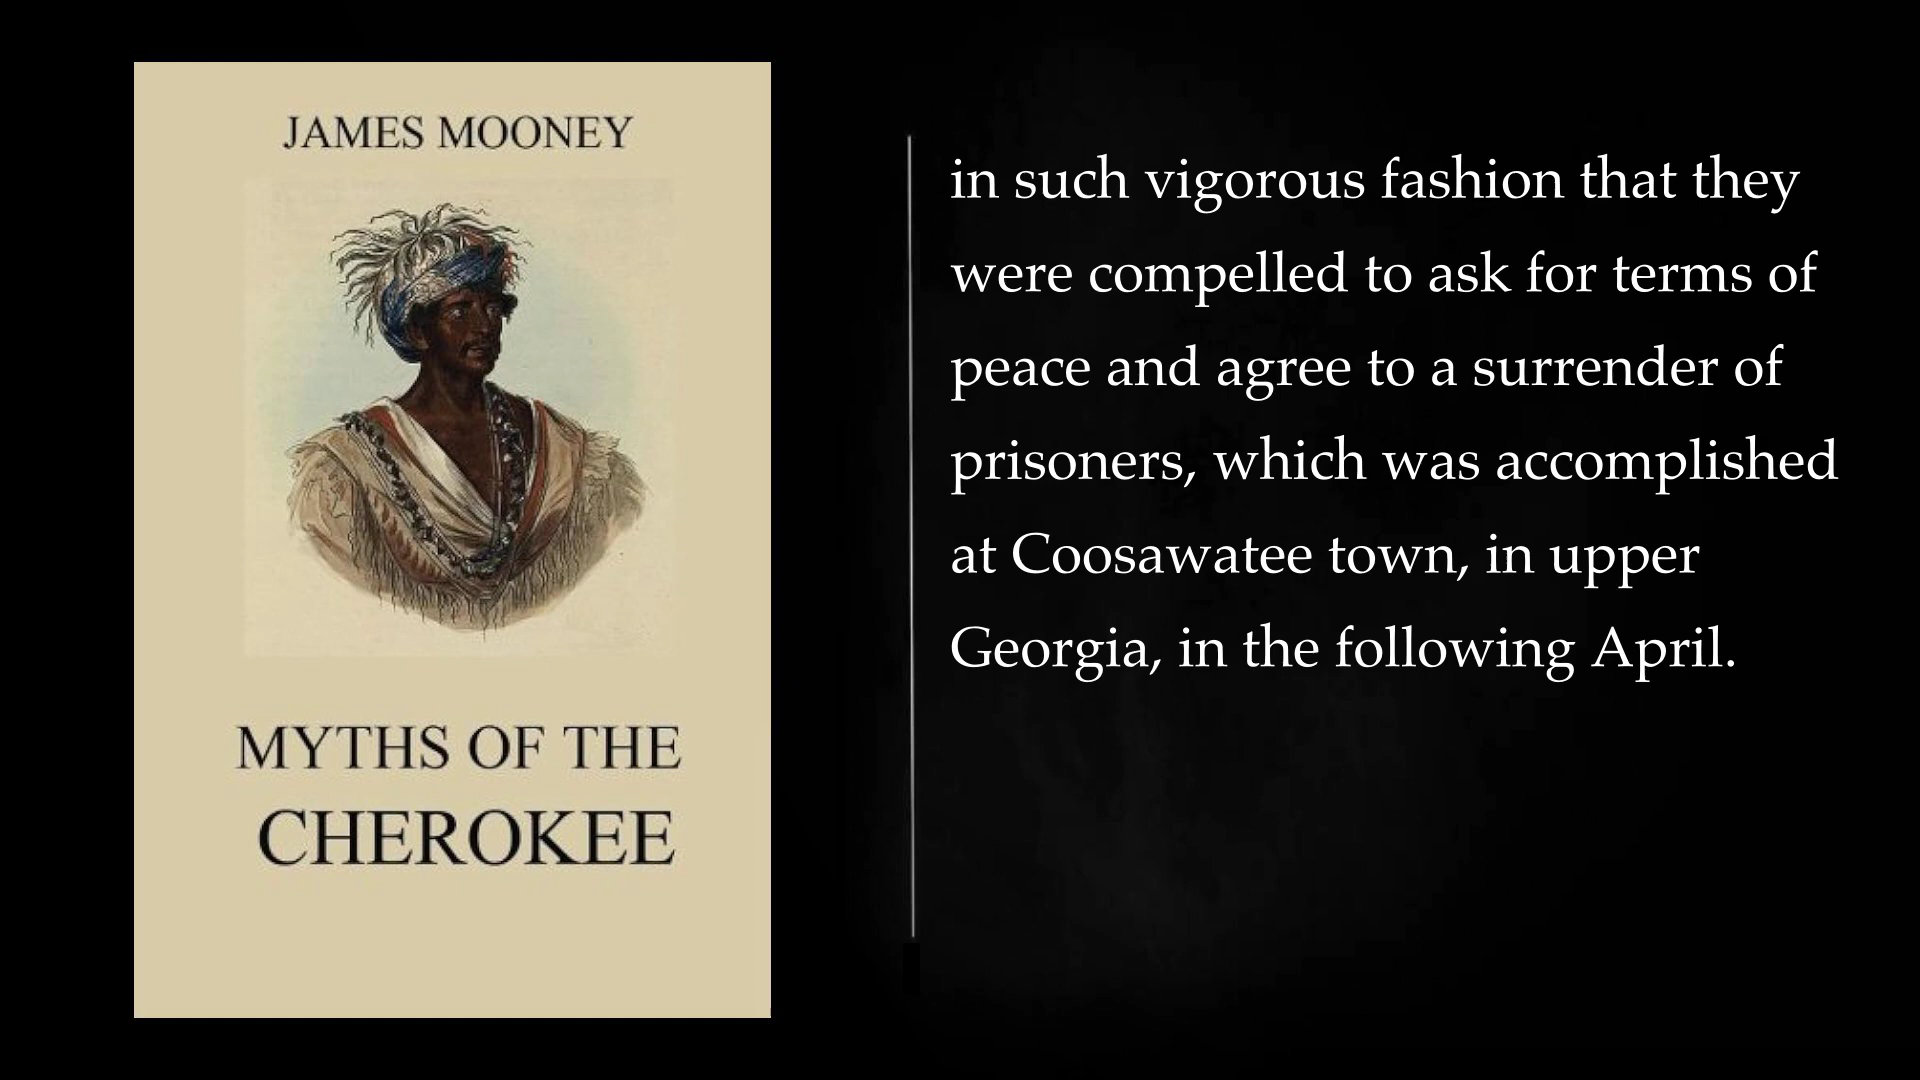 JAMES MOONEY
MYTHS OF THE
CHEROKEE
in such vigorous fashion that they
were compelled to ask for terms of
peace and agree to a surrender of
prisoners, which was accomplished
at Coosawatee town, in upper
Georgia, in the following April.